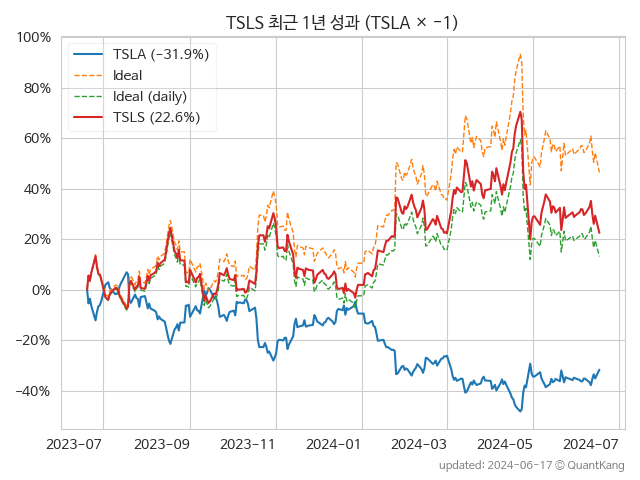 TSLS 최근 1년 성과 (TSLA × −1)
100%
80%
60%
40%
20%
0%
−20%
−40%
TSLA (−31.9%)
Ideal
Ideal (daily)
TSLS (22.6%)
2023-07 2023-09 2023-11 2024-01 2024-03 2024-05 2024-07
updated: 2024-06-17 © QuantKang